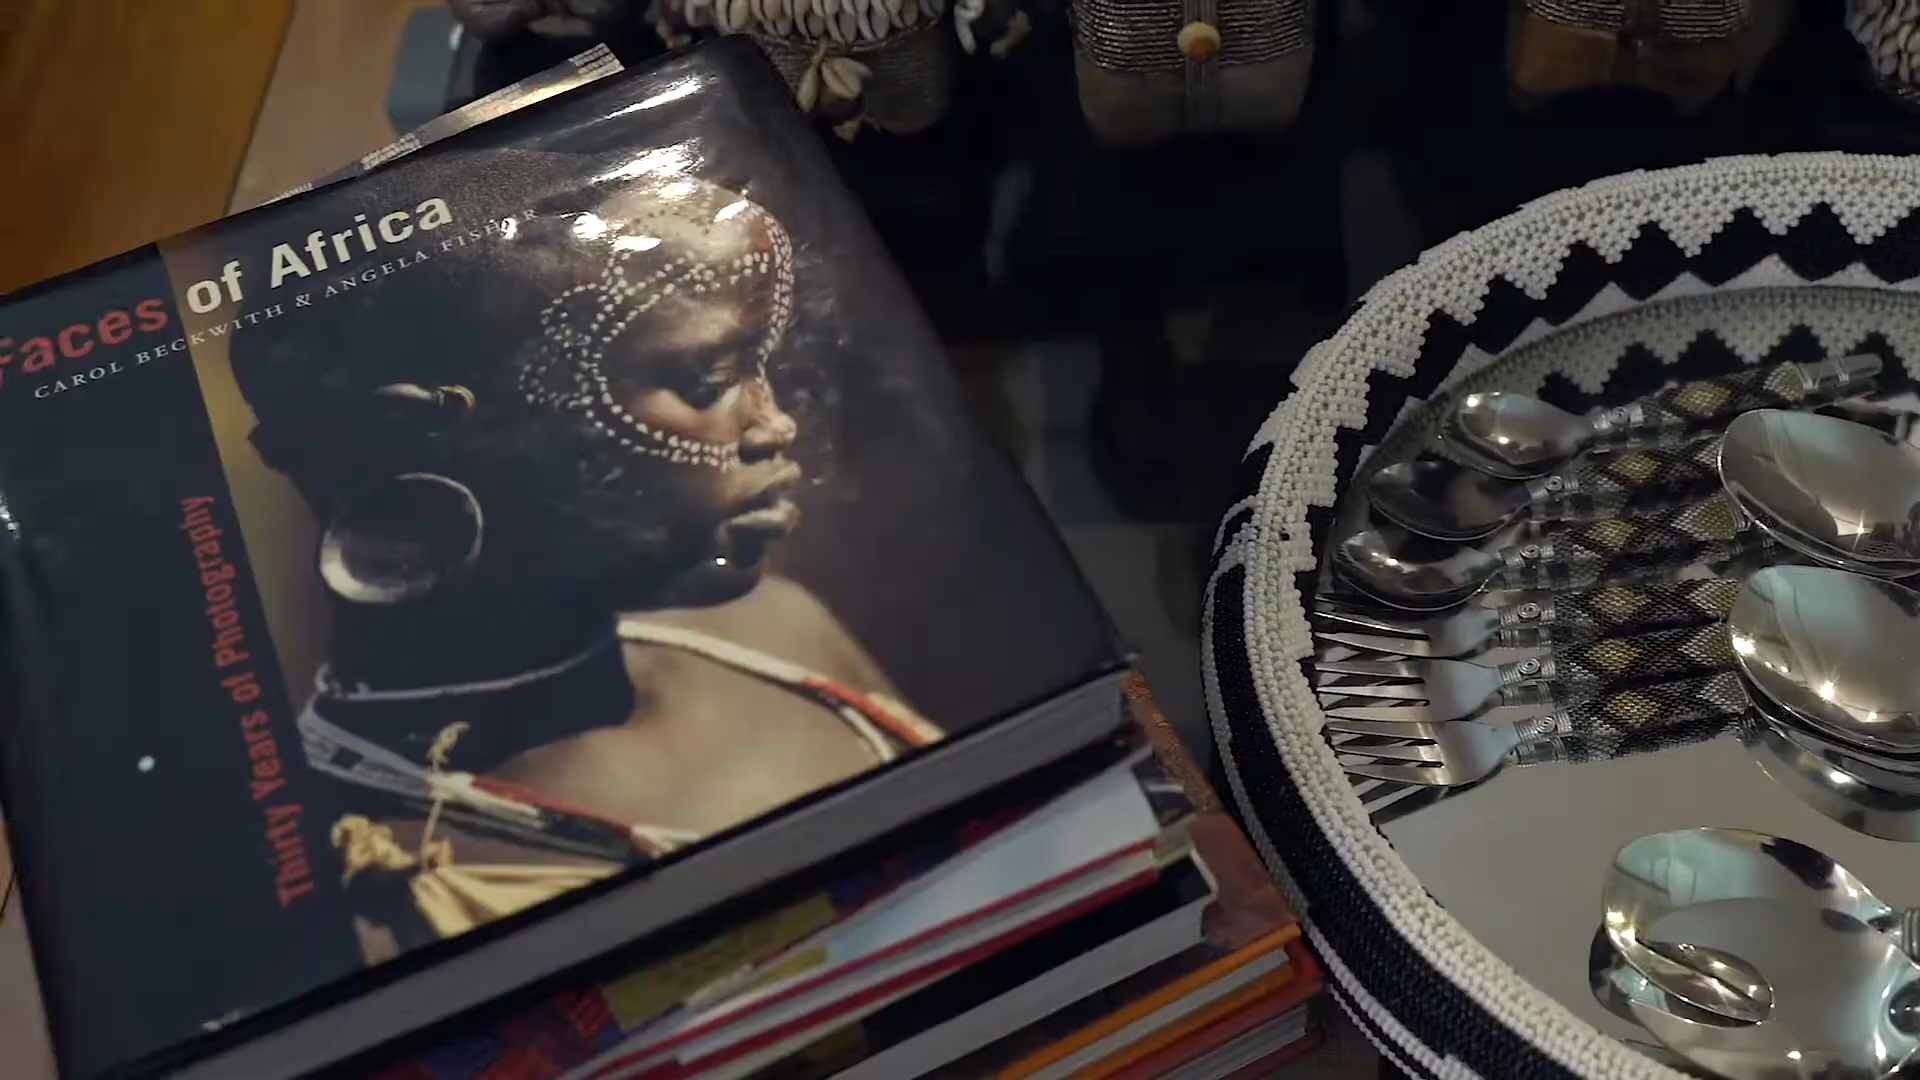 Faces of Africa
CAROL BECKWITH & ANGELA FISHER
Thirty Years of Photography